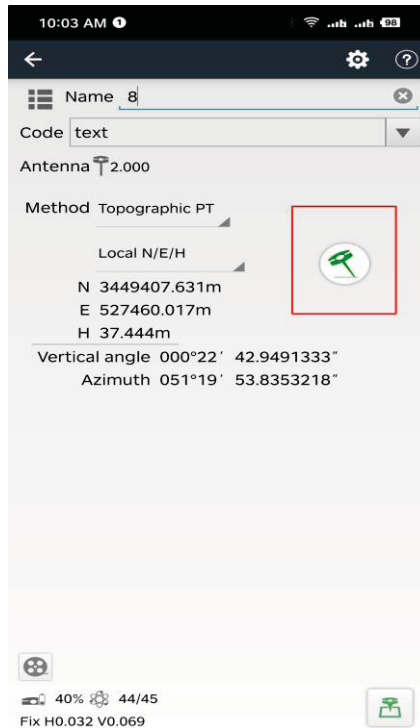 10:03 AM 1 98
?
Name 8
Code text
Antenna 2.000
Method Topographic PT
Local N/E/H
N 3449407.631m
E 527460.017m
H 37.444m
Vertical angle 000°22′ 42.9491333″
Azimuth 051°19′ 53.8353218″
40% 44/45
Fix H0.032 V0.069